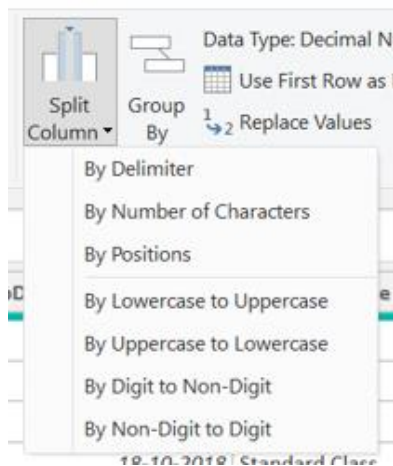 Split
Column
Group
By
Data Type: Decimal N
Use First Row as
Replace Values
By Delimiter
By Number of Characters
By Positions
By Lowercase to Uppercase
By Uppercase to Lowercase
By Digit to Non-Digit
By Non-Digit to Digit
18-10-2018 Standard Class